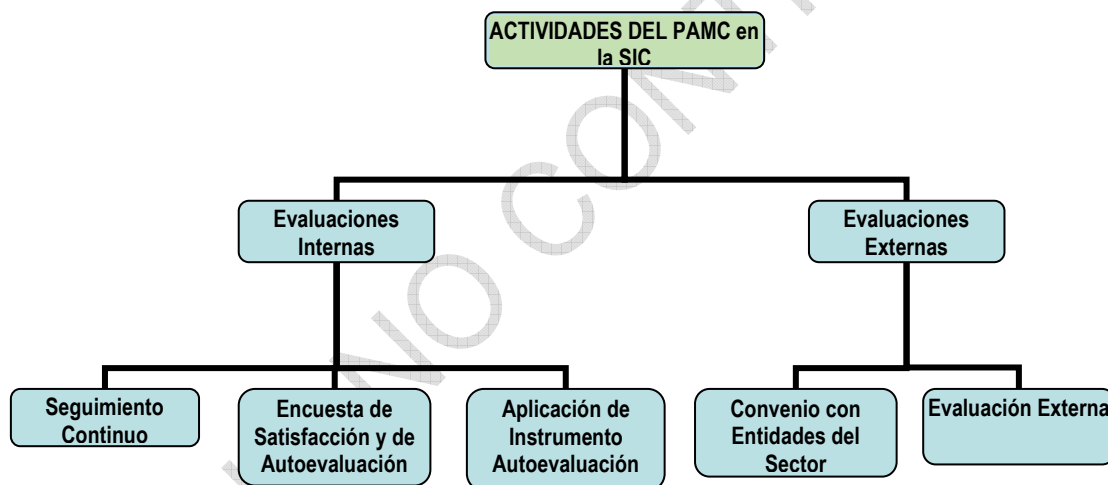 ACTIVIDADES DEL PAMC en
la SIC
Evaluaciones
Internas
Evaluaciones
Externas
Seguimiento
Continuo
Encuesta de
Satisfacción y de
Autoevaluación
Aplicación de
Instrumento
Autoevaluación
Convenio con
Entidades del
Sector
Evaluación Externa
NO